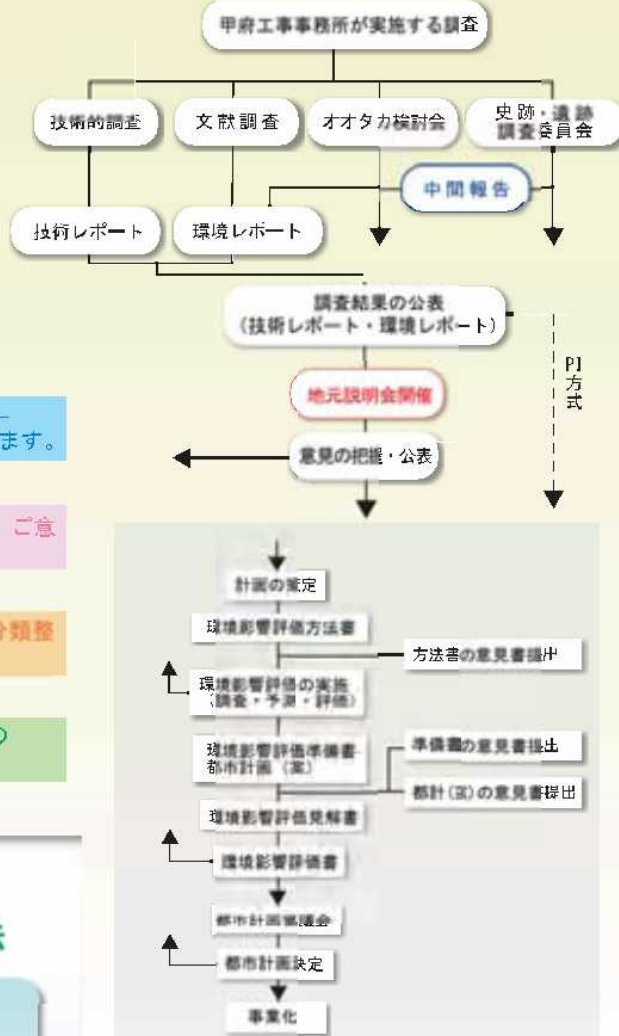 甲府工事事務所が実施する調査
技術的調査
文献調査
オオタカ検討会
史跡・遺跡
調査委員会
中間報告
技術レポート
環境レポート
調査結果の公表
(技術レポート・環境レポート)
PI方式
地元説明会開催
ます。
意見の把握・公表
ご意
分類整
の
計画の策定
環境影響評価方法書
方法書の意見書提出
環境影響評価の実施
(調査・予測・評価)
環境影響評価準備書
都市計画(案)
準備書の意見書提出
都計(案)の意見書提出
環境影響評価見解書
環境影響評価書
都市計画審議会
都市計画決定
事業化